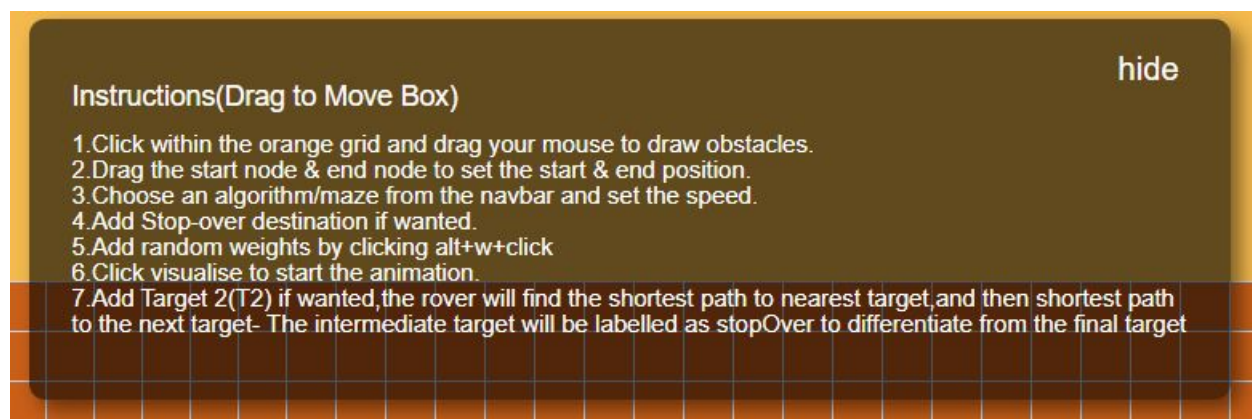 hide
Instructions(Drag to Move Box)
1.Click within the orange grid and drag your mouse to draw obstacles.
2.Drag the start node & end node to set the start & end position.
3.Choose an algorithm/maze from the navbar and set the speed.
4.Add Stop-over destination if wanted.
5.Add random weights by clicking alt+w+click
6.Click visualise to start the animation.
7.Add Target 2(T2) if wanted,the rover will find the shortest path to nearest target,and then shortest path
to the next target- The intermediate target will be labelled as stopOver to differentiate from the final target